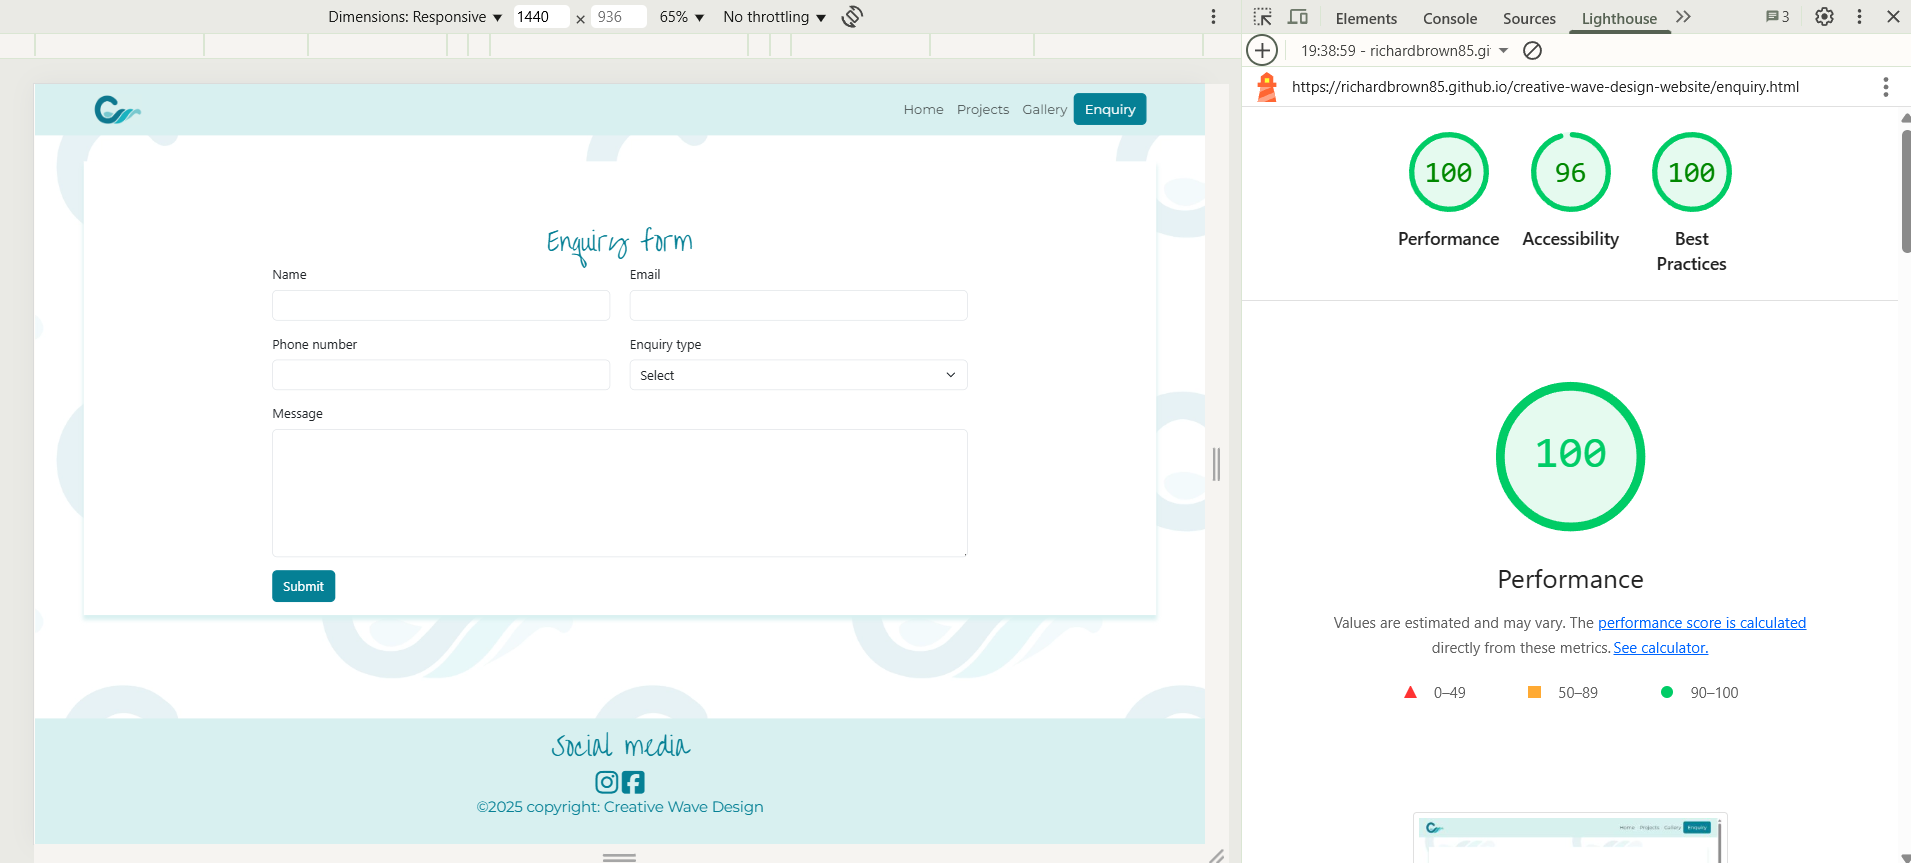 Dimensions: Responsive 1440 × 936 65% No throttling
Elements Console Sources Lighthouse 3
19:38:59 - richardbrown85.gi
https://richardbrown85.github.io/creative-wave-design-website/enquiry.html
Home Projects Gallery Enquiry
Enquiry form
Name Email
Phone number Enquiry type
Select
Message
Submit
Social media
©2025 copyright: Creative Wave Design
100 96 100
Performance Accessibility Best
Practices
100
Performance
Values are estimated and may vary. The performance score is calculated
directly from these metrics. See calculator.
0–49 50–89 90–100
Home Projects Gallery Enquiry